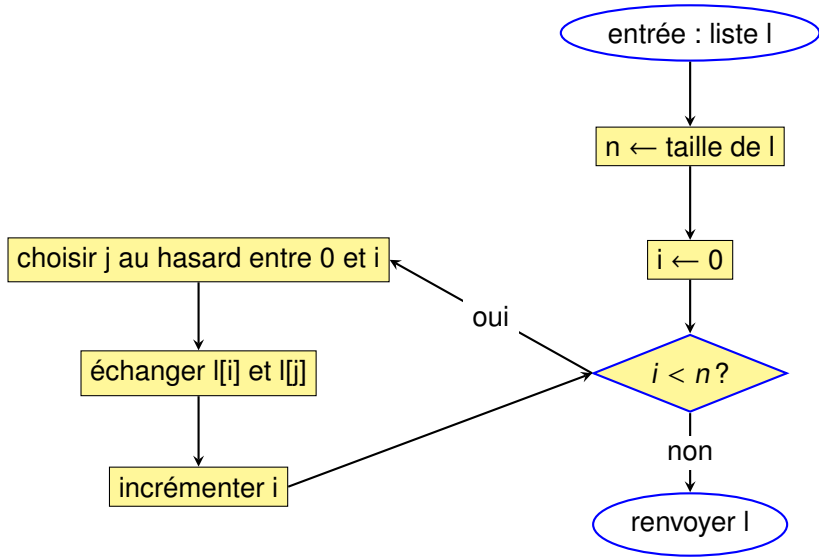 entrée : liste l
n ← taille de l
i ← 0
i < n ?
oui
choisir j au hasard entre 0 et i
échanger l[i] et l[j]
incrémenter i
non
renvoyer l